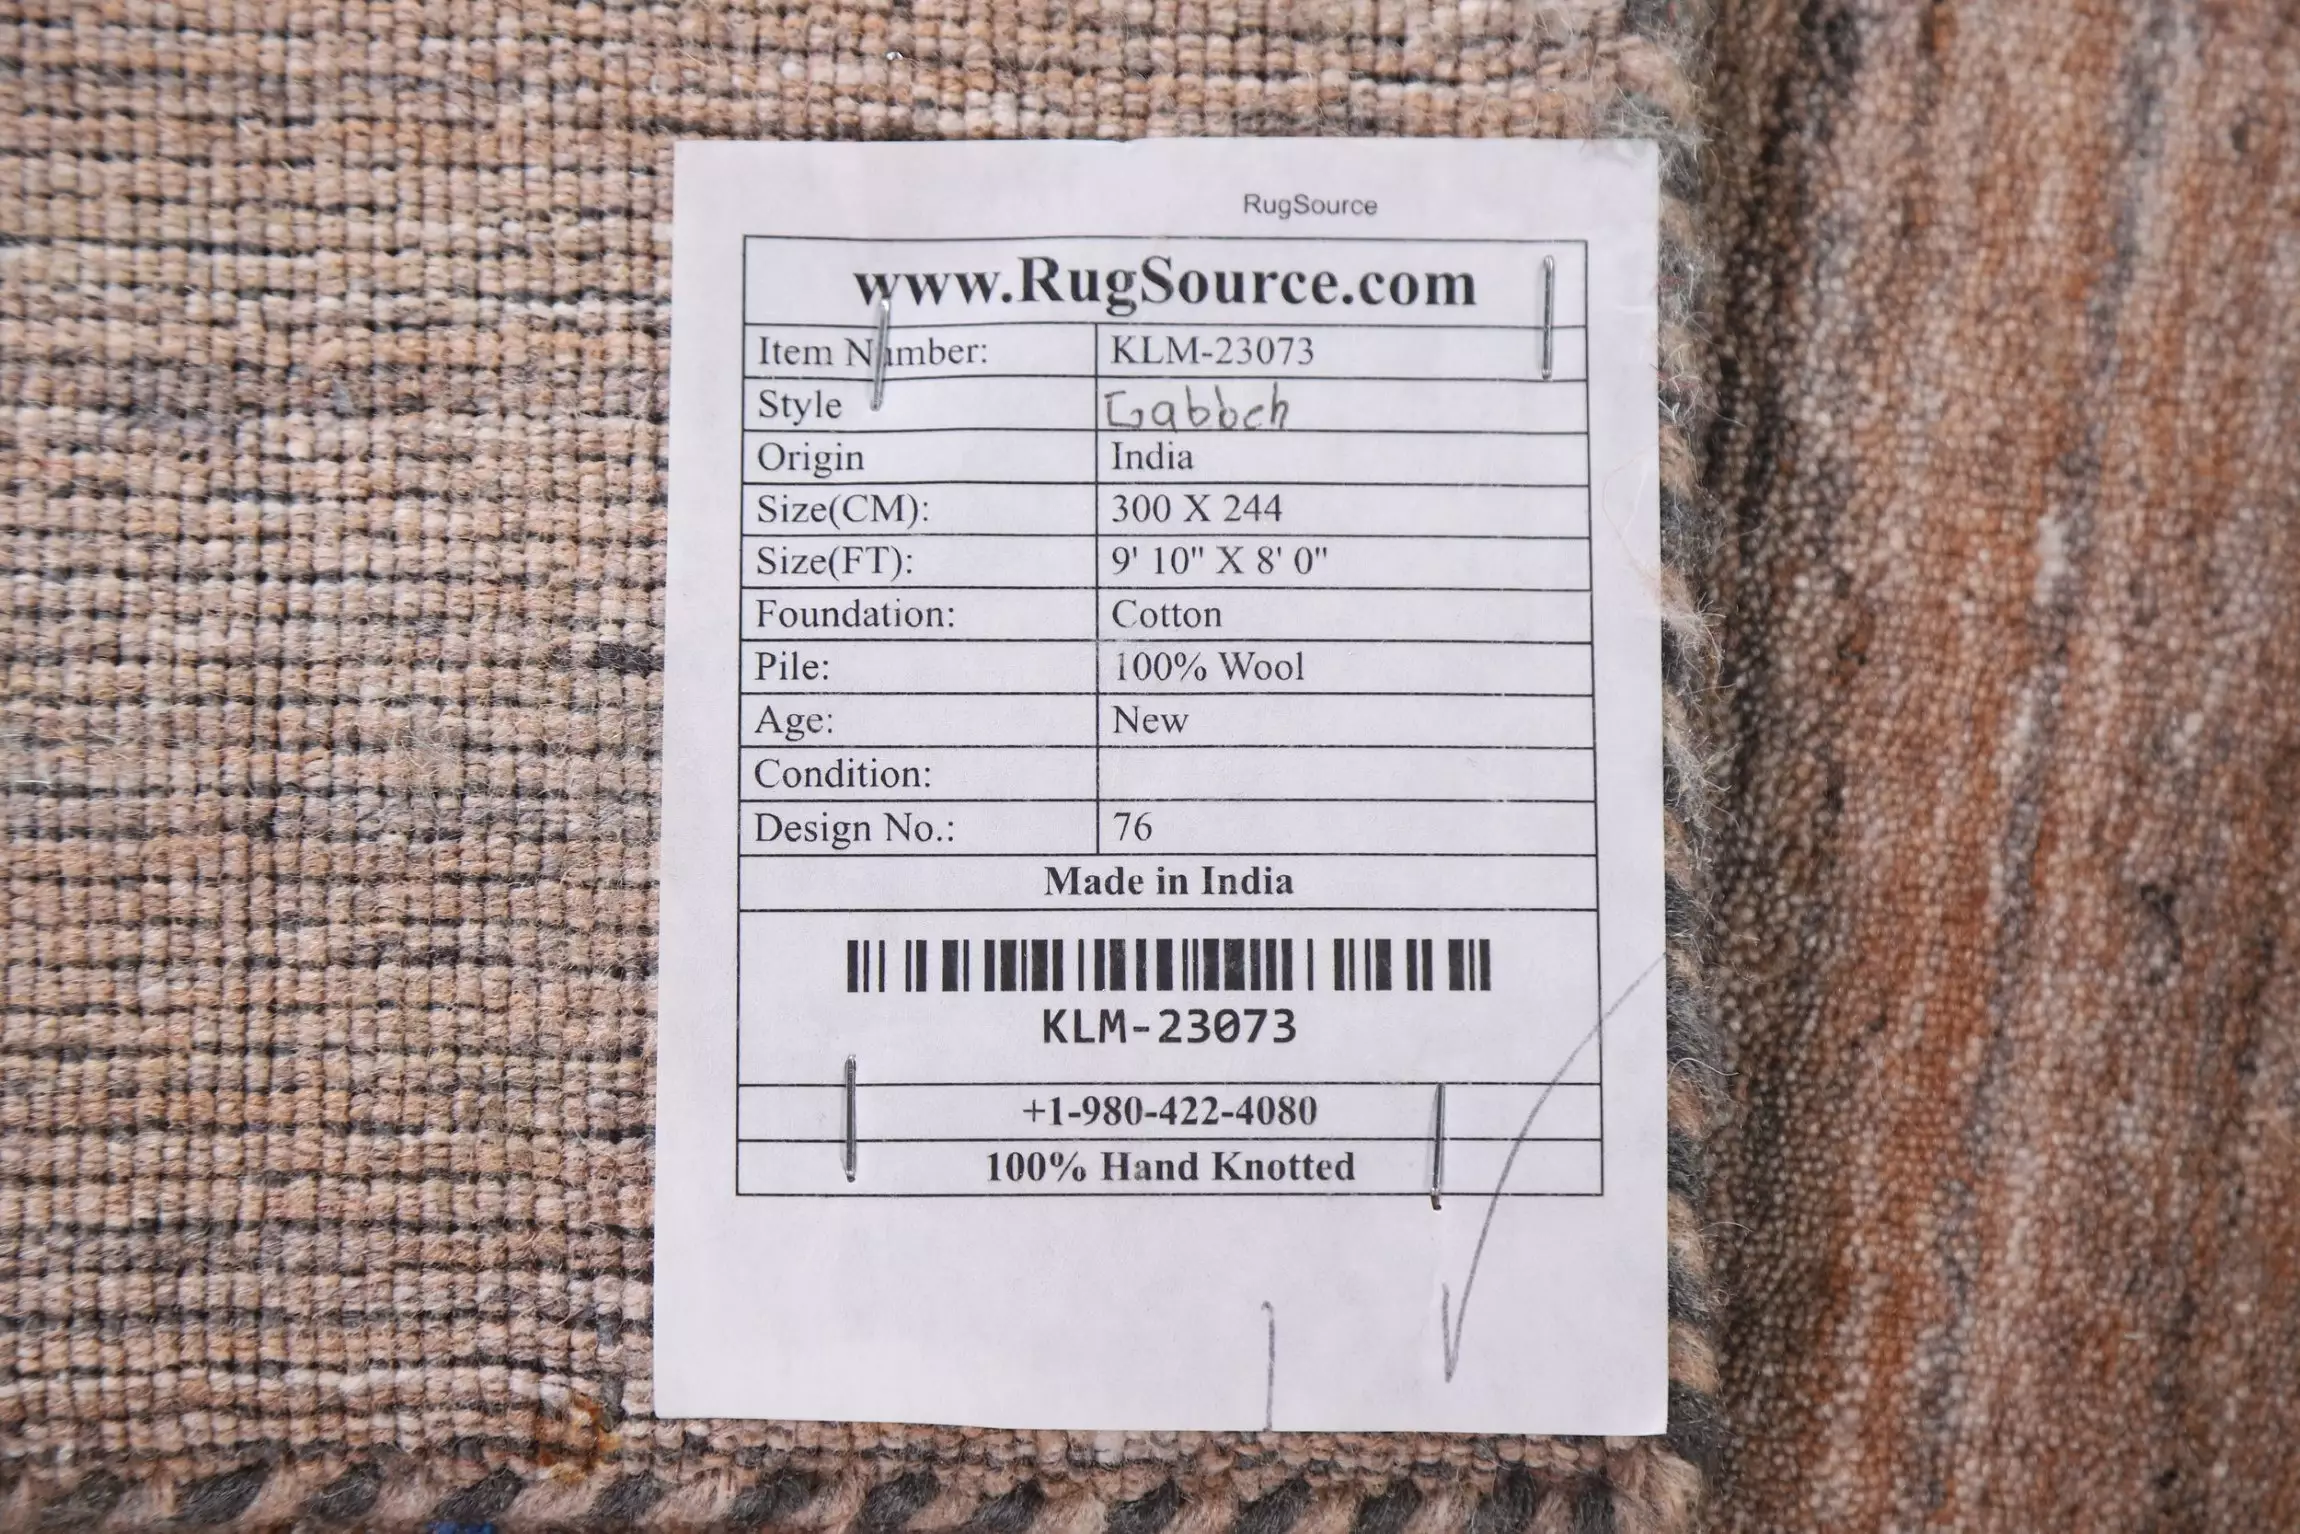 RugSource
www.RugSource.com
Item Number: KLM-23073
Style Gabbeh
Origin India
Size(CM): 300 X 244
Size(FT): 9' 10" X 8' 0"
Foundation: Cotton
Pile: 100% Wool
Age: New
Condition:
Design No.: 76
Made in India
KLM-23073
+1-980-422-4080
100% Hand Knotted